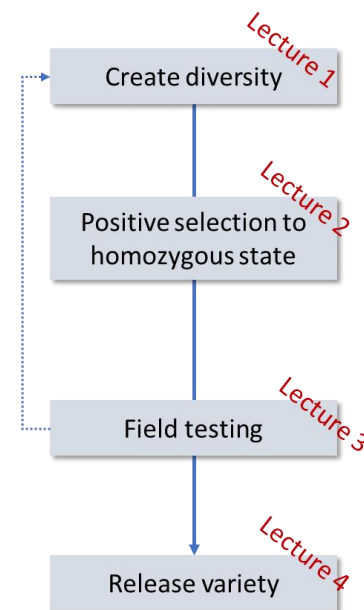 Lecture 1
Create diversity
Lecture 2
Positive selection to
homozygous state
Lecture 3
Field testing
Lecture 4
Release variety